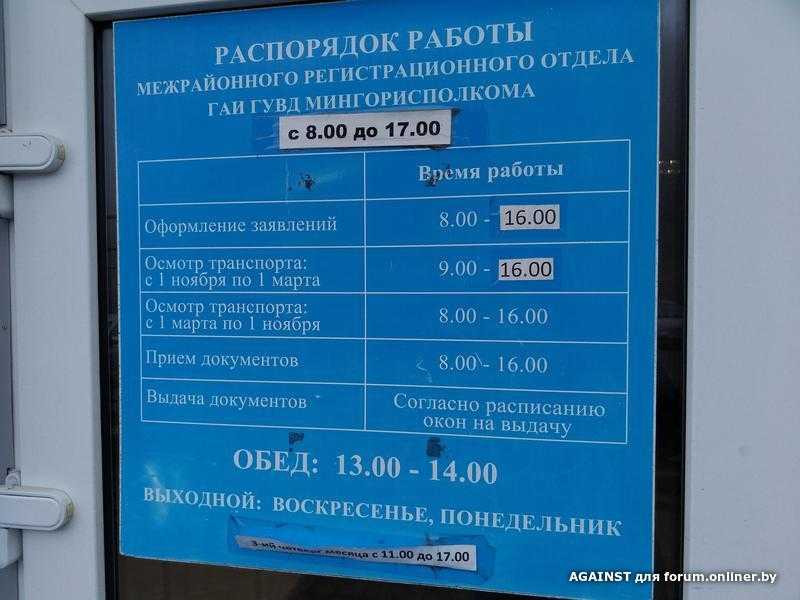 РАСПОРЯДОК РАБОТЫ
МЕЖРАЙОННОГО РЕГИСТРАЦИОННОГО ОТДЕЛА
ГАИ ГУВД МИНГОРИСПОЛКОМА
с 8.00 до 17.00
Время работы
Оформление заявлений 8.00 - 16.00
Осмотр транспорта:
с 1 ноября по 1 марта 9.00 - 16.00
Осмотр транспорта:
с 1 марта по 1 ноября 8.00 - 16.00
Прием документов 8.00 - 16.00
Выдача документов Согласно расписанию
окон на выдачу
ОБЕД: 13.00 - 14.00
ВЫХОДНОЙ: ВОСКРЕСЕНЬЕ, ПОНЕДЕЛЬНИК
3-ий четверг месяца с 11.00 до 17.00
AGAINST для forum.onliner.by